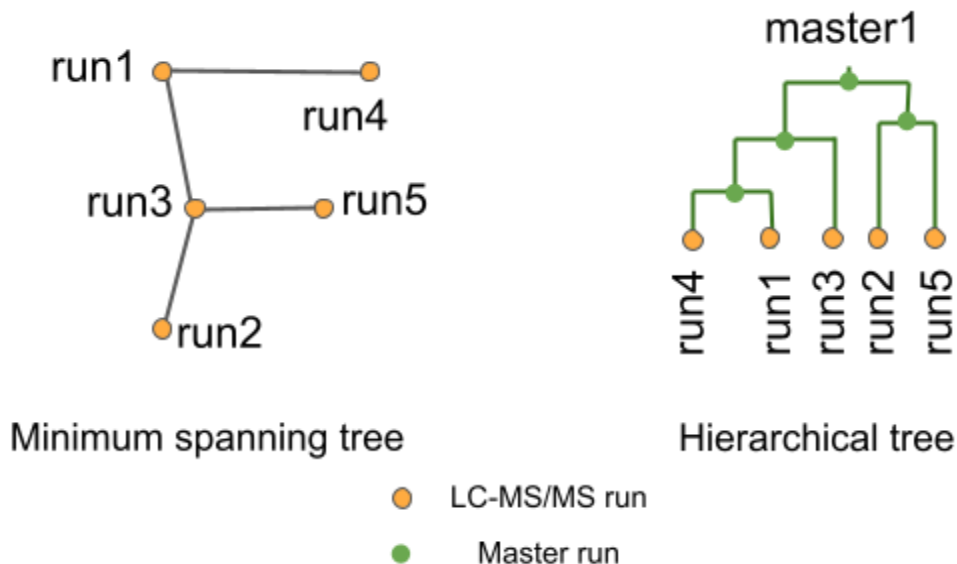 master1
run1
run4
run3
run5
run2
run4
run1
run3
run2
run5
Minimum spanning tree
Hierarchical tree
LC-MS/MS run
Master run